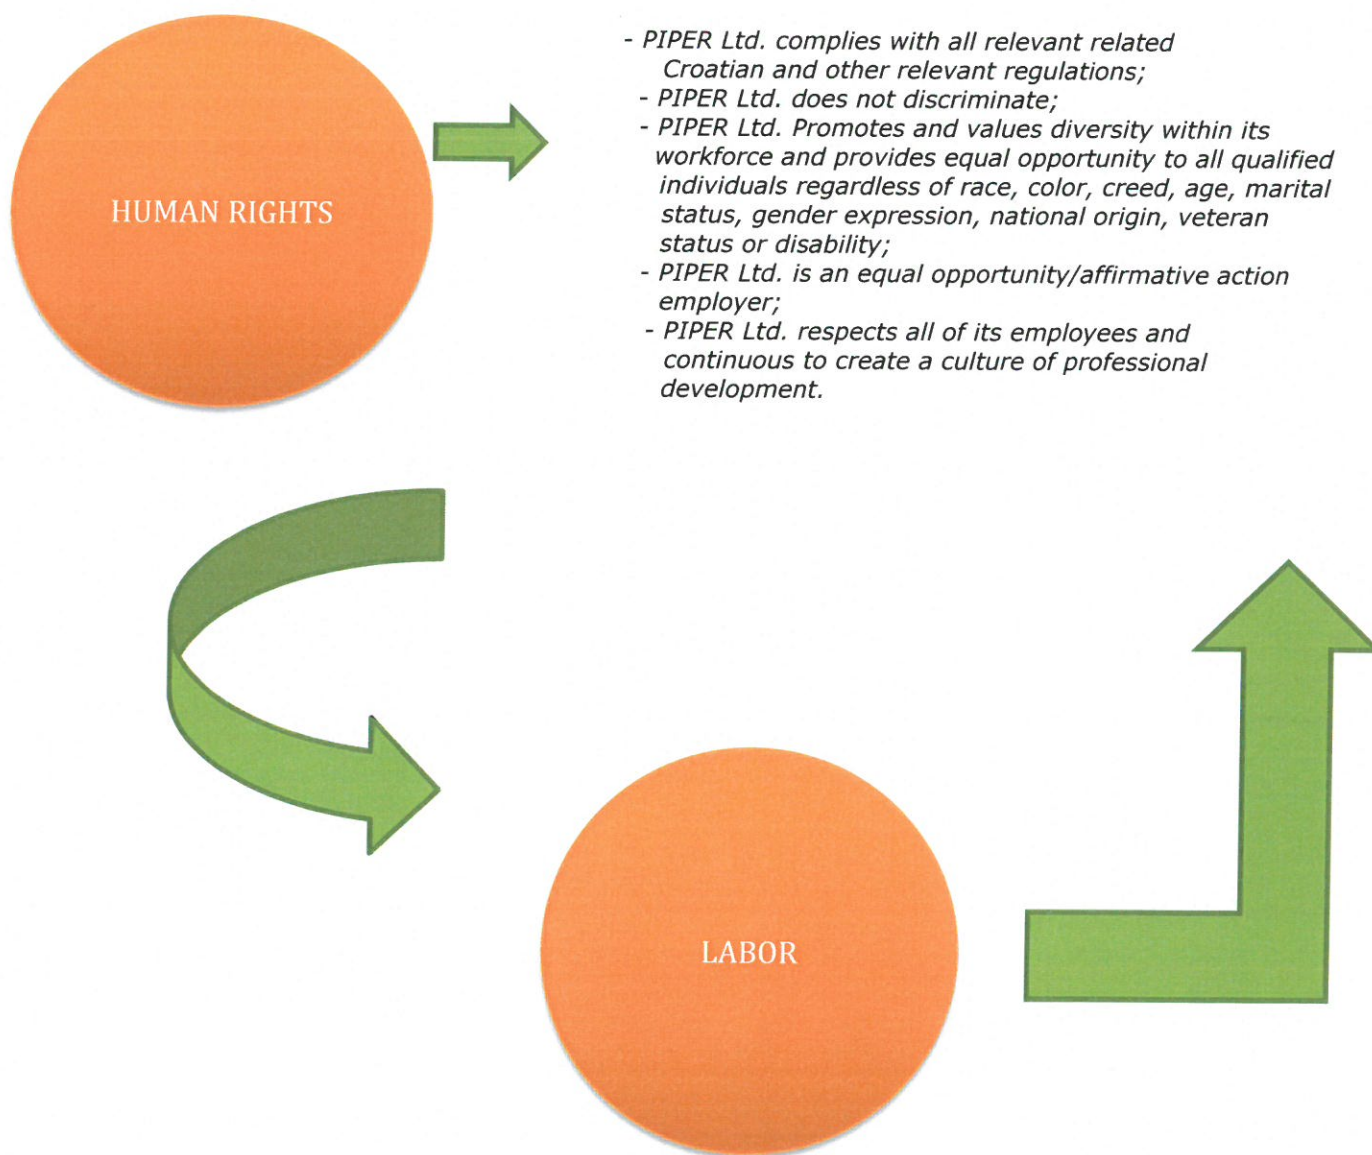 - PIPER Ltd. complies with all relevant related
Croatian and other relevant regulations;
- PIPER Ltd. does not discriminate;
- PIPER Ltd. Promotes and values diversity within its
workforce and provides equal opportunity to all qualified
individuals regardless of race, color, creed, age, marital
status, gender expression, national origin, veteran
status or disability;
- PIPER Ltd. is an equal opportunity/affirmative action
employer;
- PIPER Ltd. respects all of its employees and
continuous to create a culture of professional
development.
HUMAN RIGHTS
LABOR